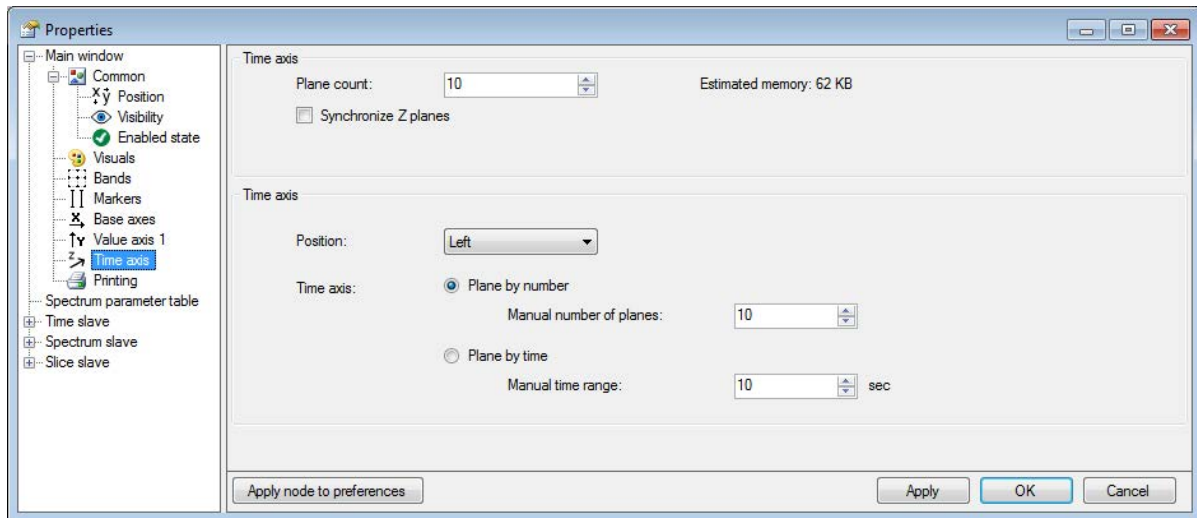 Properties
Main window
Common
Position
Visibility
Enabled state
Visuals
Bands
Markers
Base axes
Value axis 1
Time axis
Printing
Spectrum parameter table
Time slave
Spectrum slave
Slice slave
Time axis
Plane count: 10 Estimated memory: 62 KB
Synchronize Z planes
Time axis
Position: Left
Time axis: Plane by number
Manual number of planes: 10
Plane by time
Manual time range: 10 sec
Apply node to preferences Apply OK Cancel